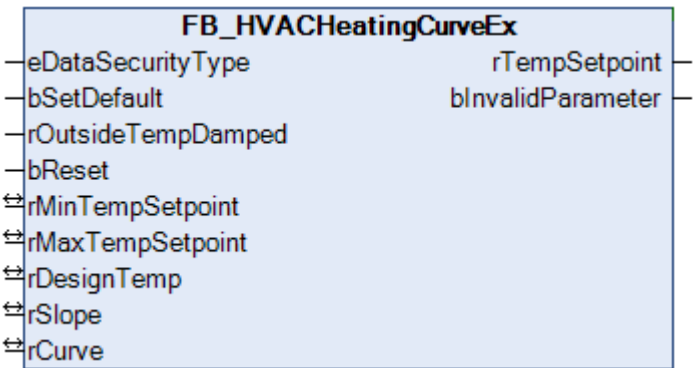 FB_HVACHeatingCurveEx
eDataSecurityType rTempSetpoint
bSetDefault bInvalidParameter
rOutsideTempDamped
bReset
rMinTempSetpoint
rMaxTempSetpoint
rDesignTemp
rSlope
rCurve